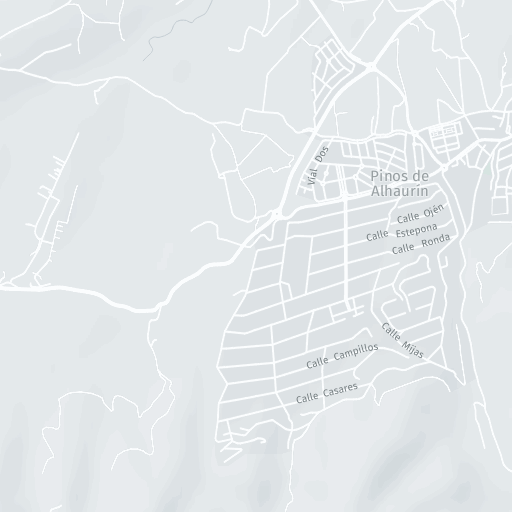 Vial Dos
Pinos de
Alhaurín
Calle Ojén
Calle Estepona
Calle Ronda
Calle Mijas
Calle Campillos
Calle Casares